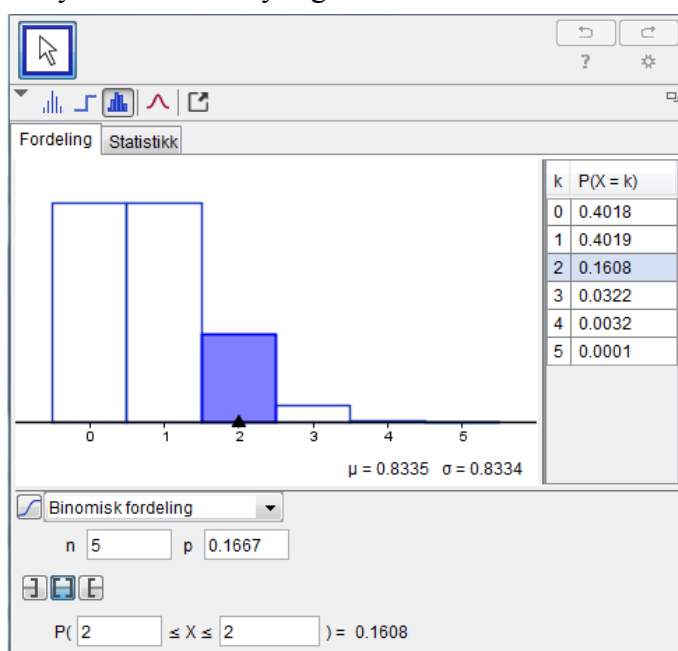 ?
Fordeling Statistikk
k P(X = k)
0 0.4018
1 0.4019
2 0.1608
3 0.0322
4 0.0032
5 0.0001
0 1 2 3 4 5
μ = 0.8335 σ = 0.8334
Binomisk fordeling
n 5 p 0.1667
P( 2 ≤ X ≤ 2 ) = 0.1608